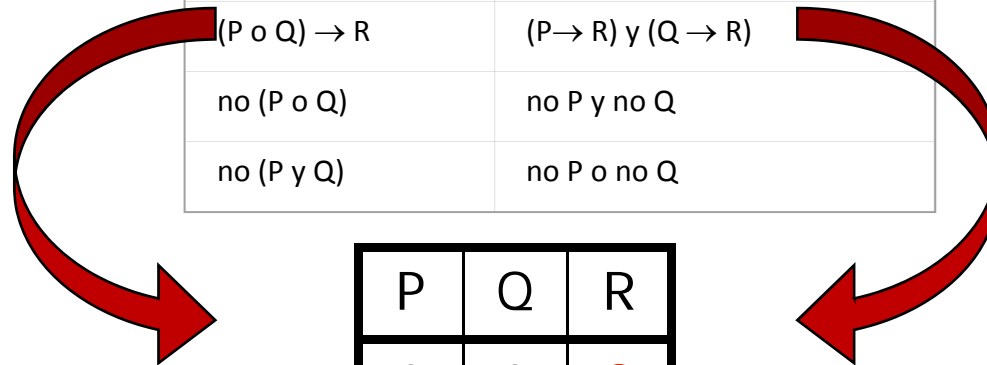 (P o Q) → R (P→ R) y (Q → R)
no (P o Q) no P y no Q
no (P y Q) no P o no Q
P Q R